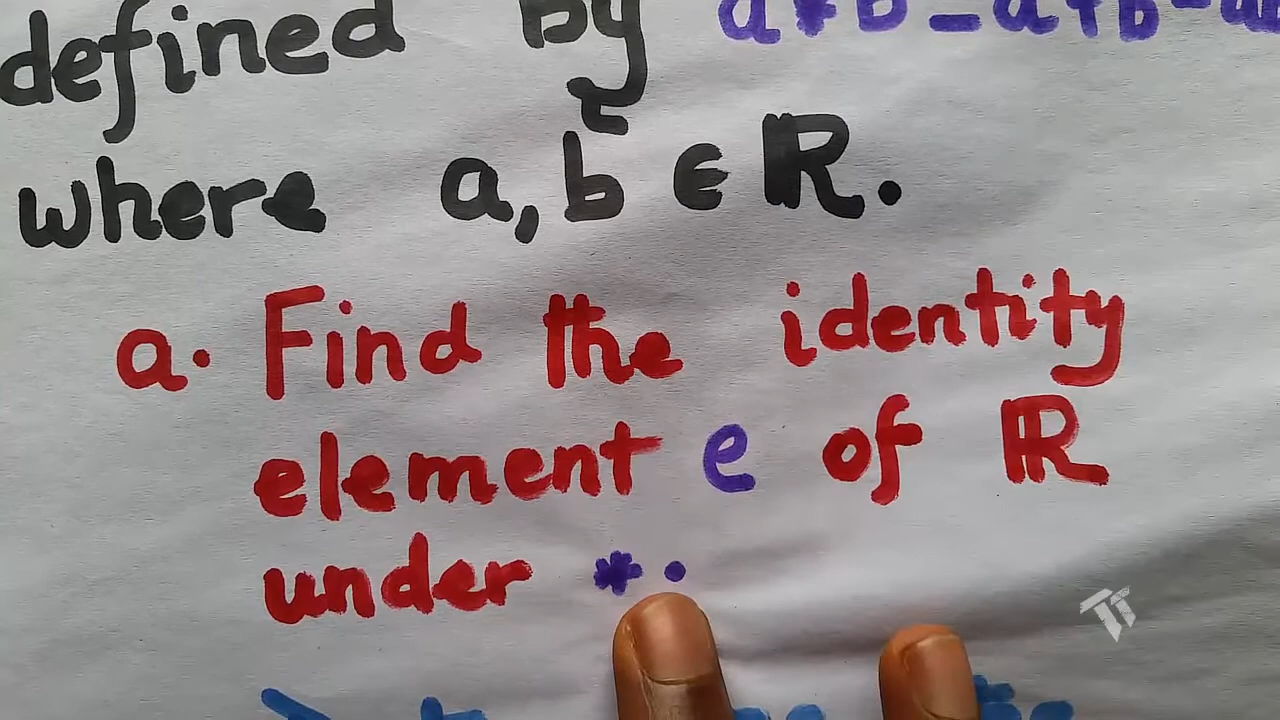 defined by a*b=a+b-
where a, b ∈ ℝ.
a. Find the identity
element e of ℝ
under *.